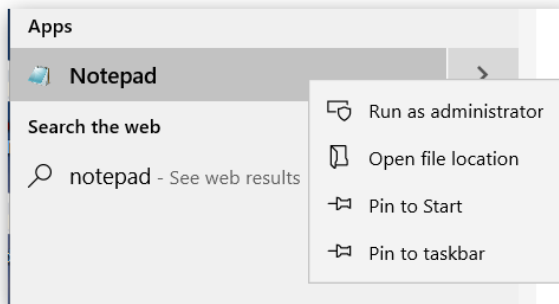 Apps
Notepad
Run as administrator
Search the web
Open file location
notepad - See web results
Pin to Start
Pin to taskbar